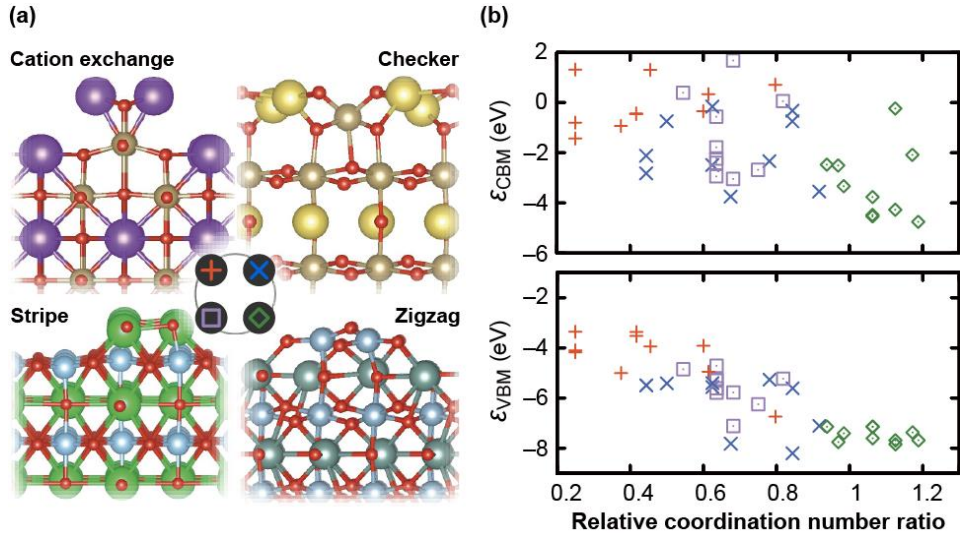 (a)
Cation exchange
Checker
Stripe
Zigzag
(b)
2
0
–2
–4
–6
εCBM (eV)
–2
–4
–6
–8
εVBM (eV)
0.2 0.4 0.6 0.8 1 1.2
Relative coordination number ratio